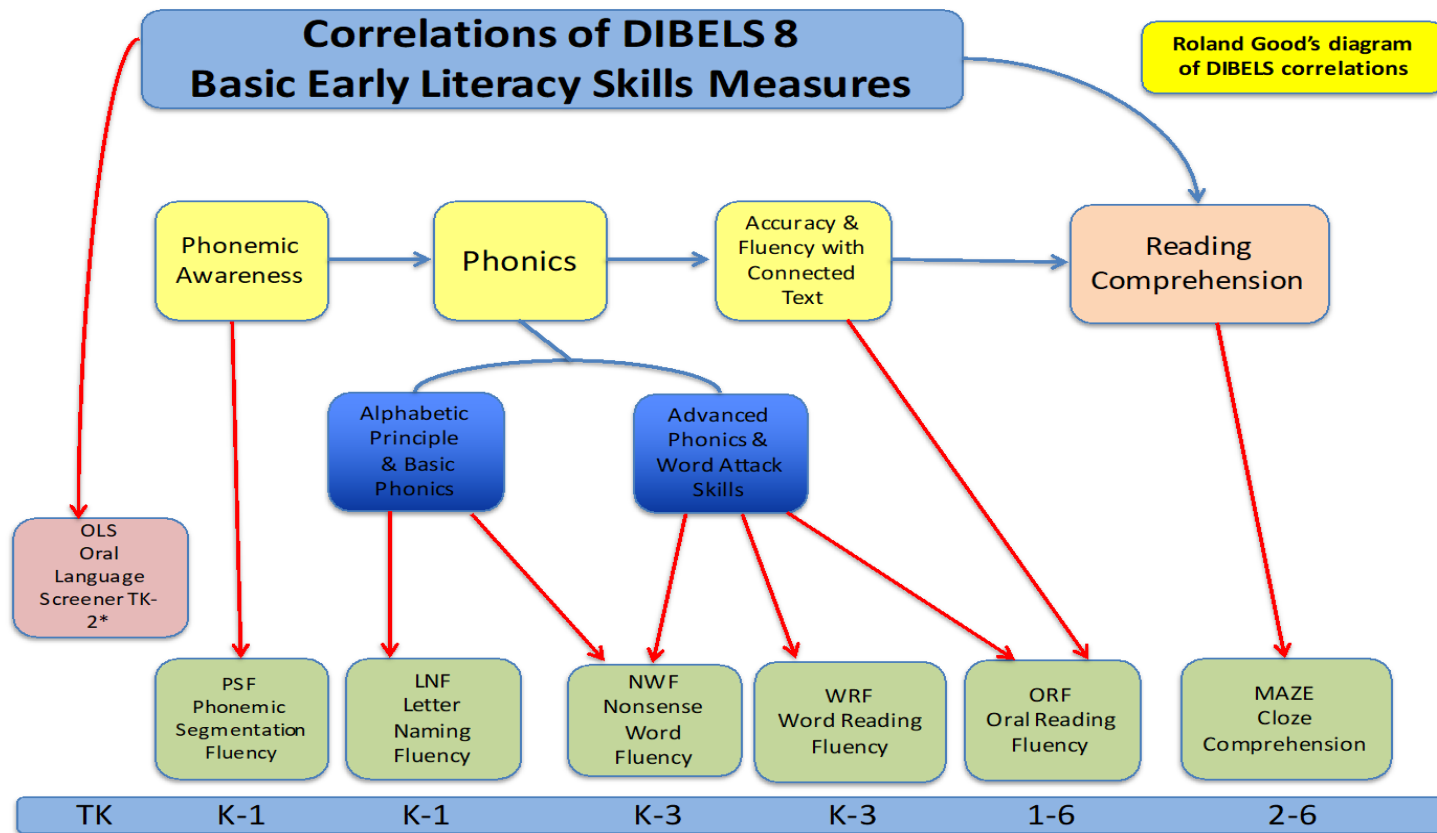 Correlations of DIBELS 8
Basic Early Literacy Skills Measures
Roland Good's diagram
of DIBELS correlations
Phonemic
Awareness
Phonics
Accuracy &
Fluency with
Connected
Text
Reading
Comprehension
Alphabetic
Principle
& Basic
Phonics
Advanced
Phonics &
Word Attack
Skills
OLS
Oral
Language
Screener TK-
2*
PSF
Phonemic
Segmentation
Fluency
LNF
Letter
Naming
Fluency
NWF
Nonsense
Word
Fluency
WRF
Word Reading
Fluency
ORF
Oral Reading
Fluency
MAZE
Cloze
Comprehension
TK K-1 K-1 K-3 K-3 1-6 2-6